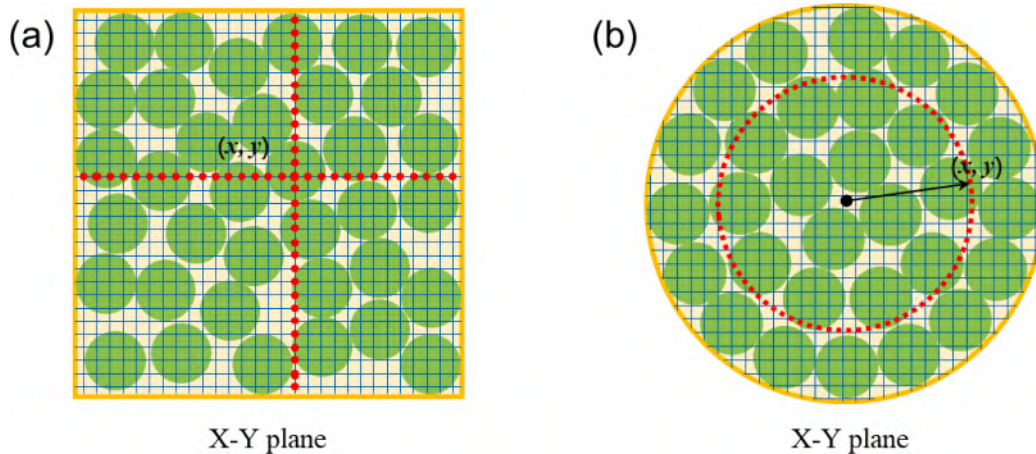 (a)
(x, y)
X-Y plane
(b)
(x, y)
X-Y plane